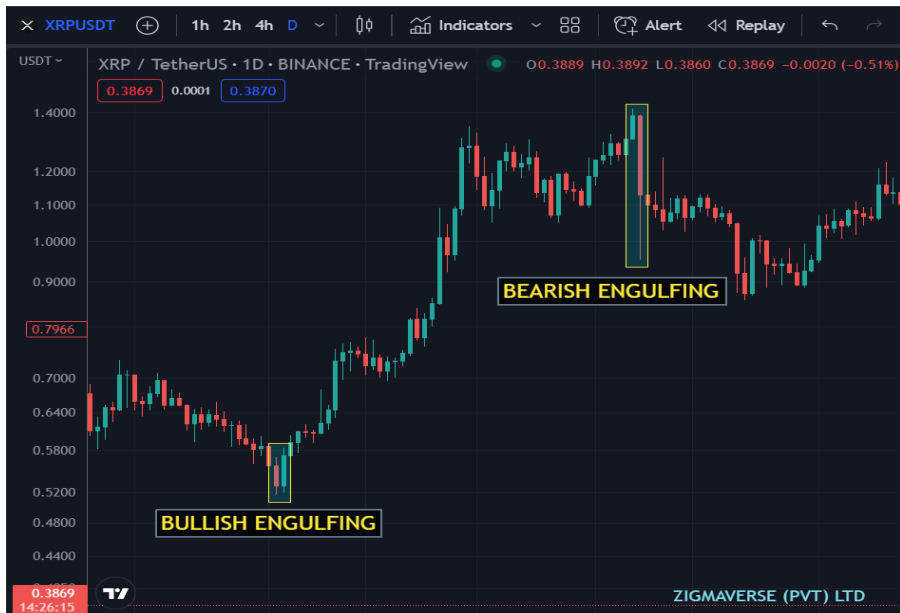 XRPUSDT 1h 2h 4h D Indicators Alert Replay
USDT XRP / TetherUS · 1D · BINANCE · TradingView O0.3889 H0.3892 L0.3860 C0.3869 −0.0020 (−0.51%)
0.3869 0.0001 0.3870
1.4000
1.2000
1.1000
1.0000
0.9000
BEARISH ENGULFING
0.7966
0.7000
0.6400
0.5800
0.5200
BULLISH ENGULFING
0.4800
0.4400
0.3869
14:26:15
ZIGMAVERSE (PVT) LTD